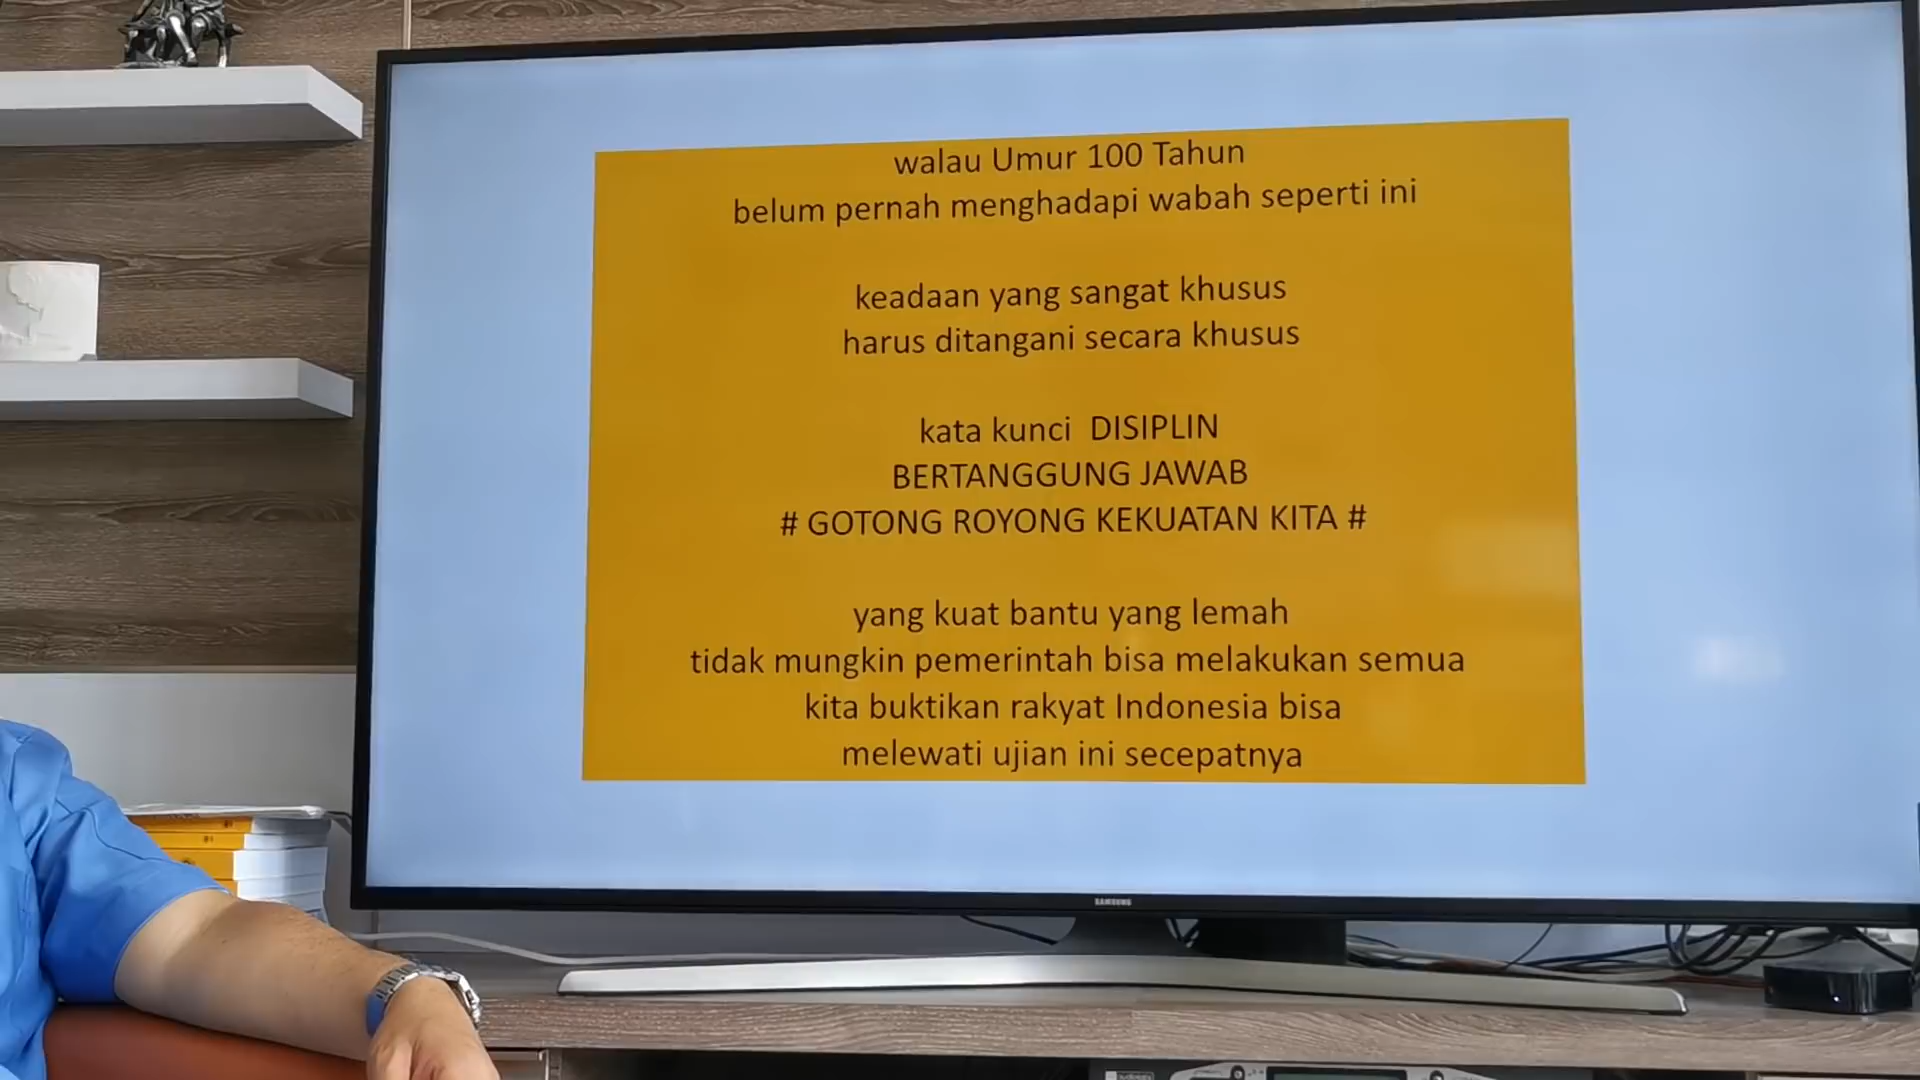 walau Umur 100 Tahun
belum pernah menghadapi wabah seperti ini
keadaan yang sangat khusus
harus ditangani secara khusus
kata kunci DISIPLIN
BERTANGGUNG JAWAB
# GOTONG ROYONG KEKUATAN KITA #
yang kuat bantu yang lemah
tidak mungkin pemerintah bisa melakukan semua
kita buktikan rakyat Indonesia bisa
melewati ujian ini secepatnya
SAMSUNG